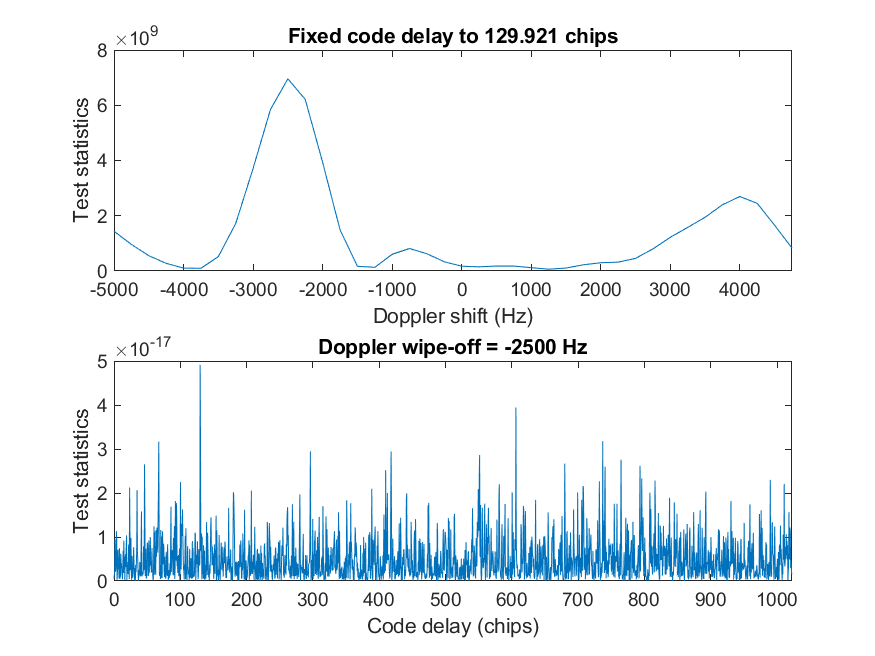 ×10^9
Fixed code delay to 129.921 chips
8
6
4
2
0
Test statistics
-5000 -4000 -3000 -2000 -1000 0 1000 2000 3000 4000
Doppler shift (Hz)
×10^-17
Doppler wipe-off = -2500 Hz
5
4
3
2
1
0
Test statistics
0 100 200 300 400 500 600 700 800 900 1000
Code delay (chips)